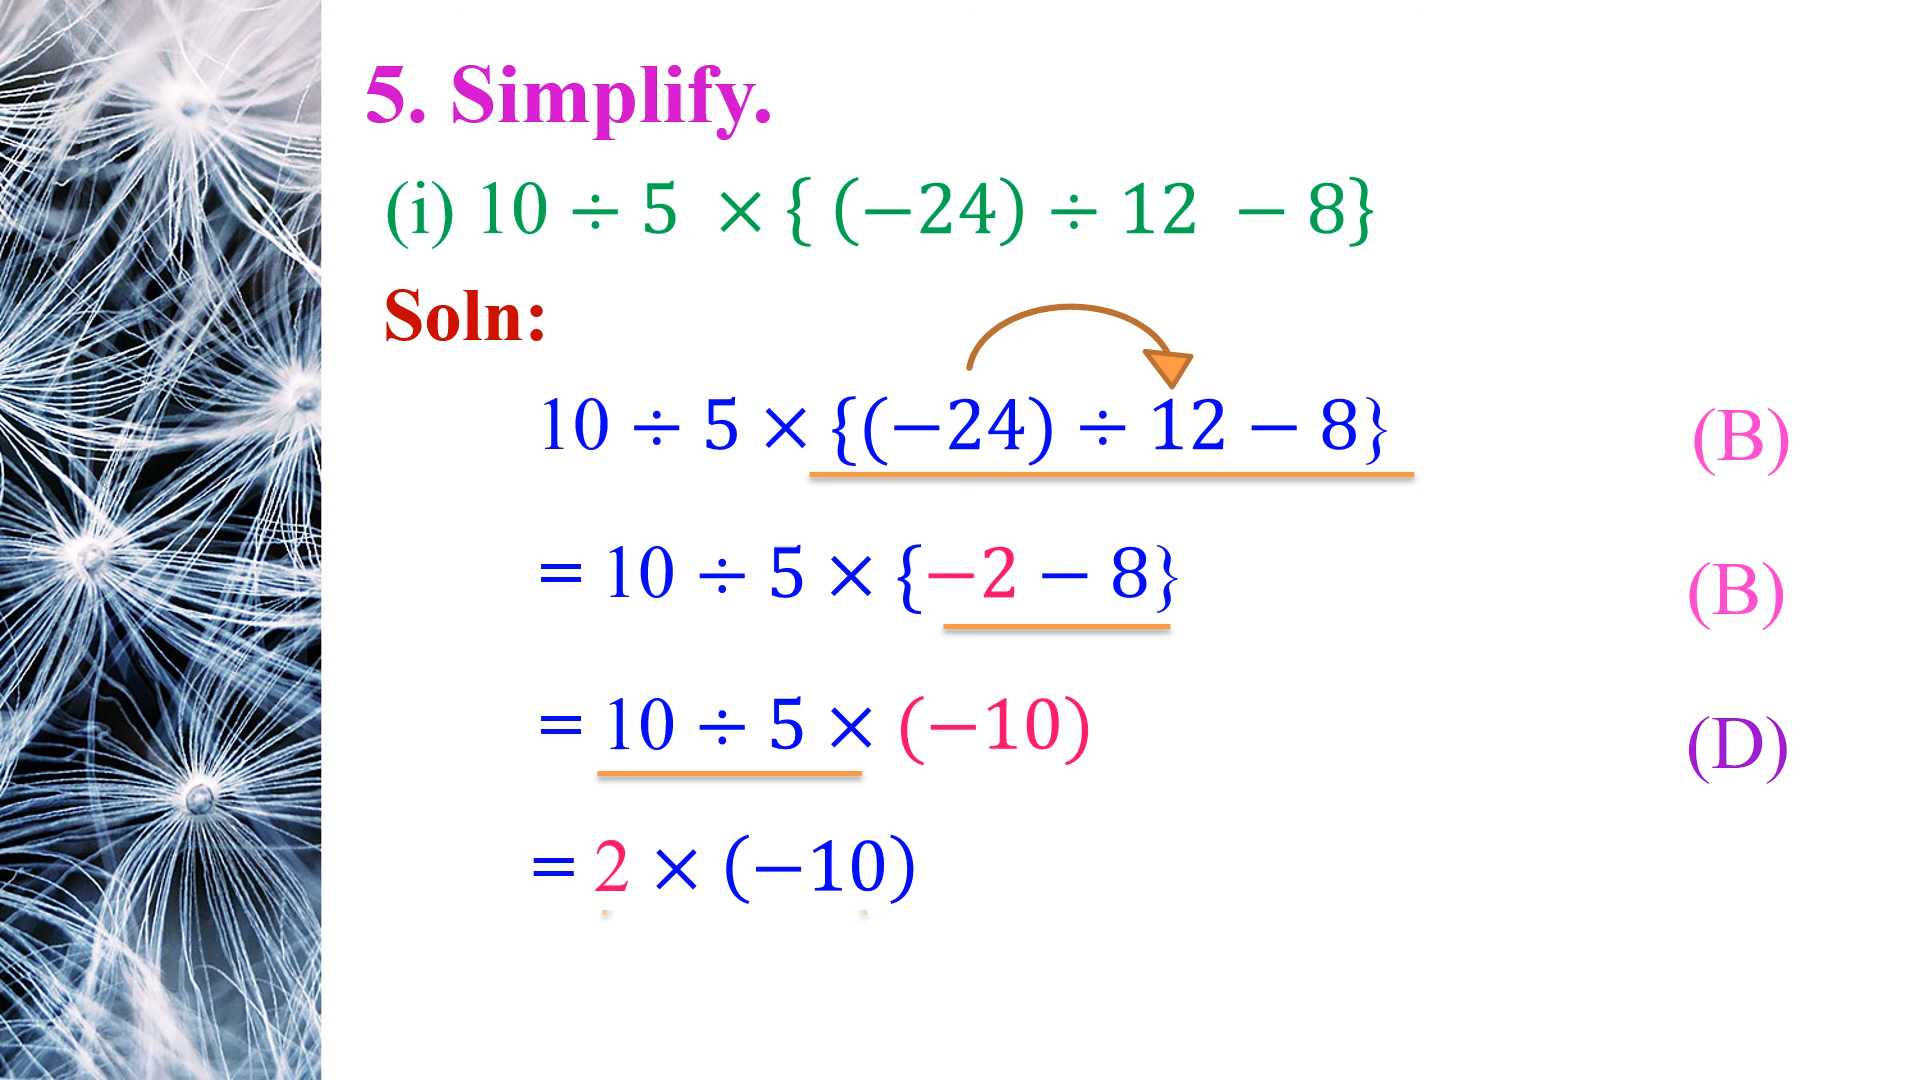 5. Simplify.
(i) 10 ÷ 5 × { (−24) ÷ 12 − 8}
Soln:
10 ÷ 5 × {(−24) ÷ 12 − 8} (B)
= 10 ÷ 5 × {−2 − 8} (B)
= 10 ÷ 5 × (−10) (D)
= 2 × (−10)